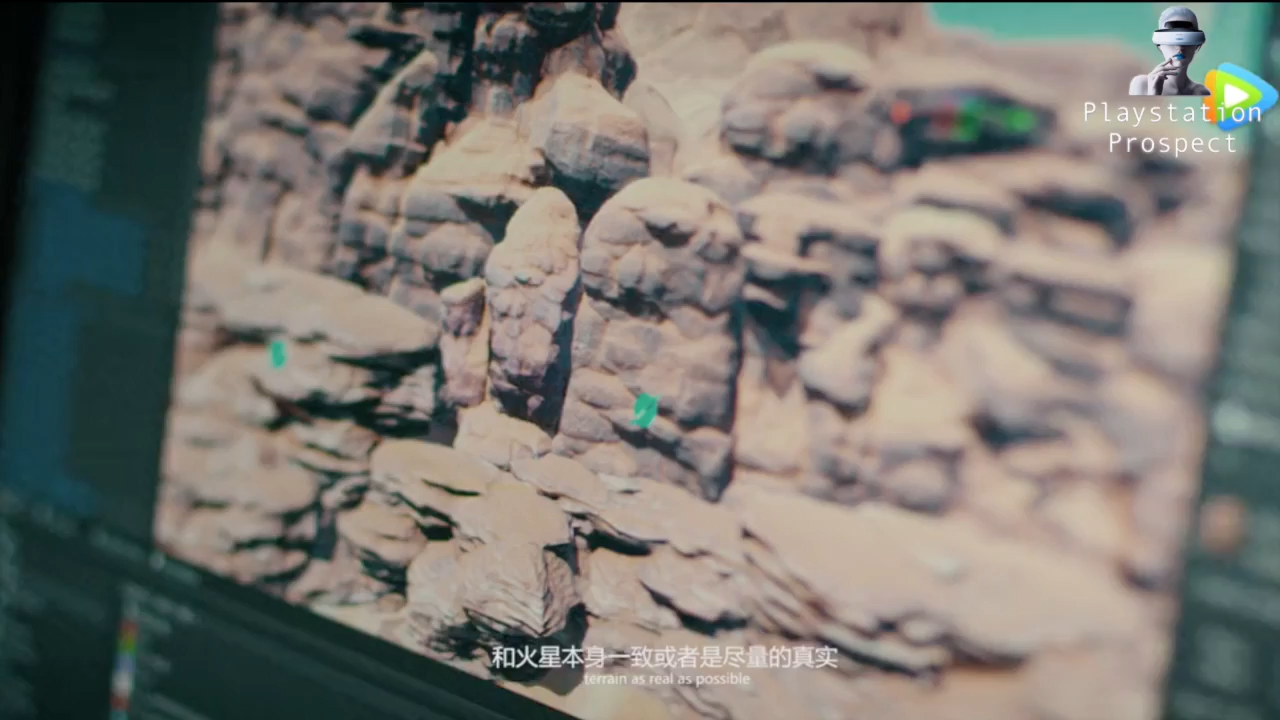 Playstation
Prospect
和火星本身一致或者是尽量的真实
terrain as real as possible